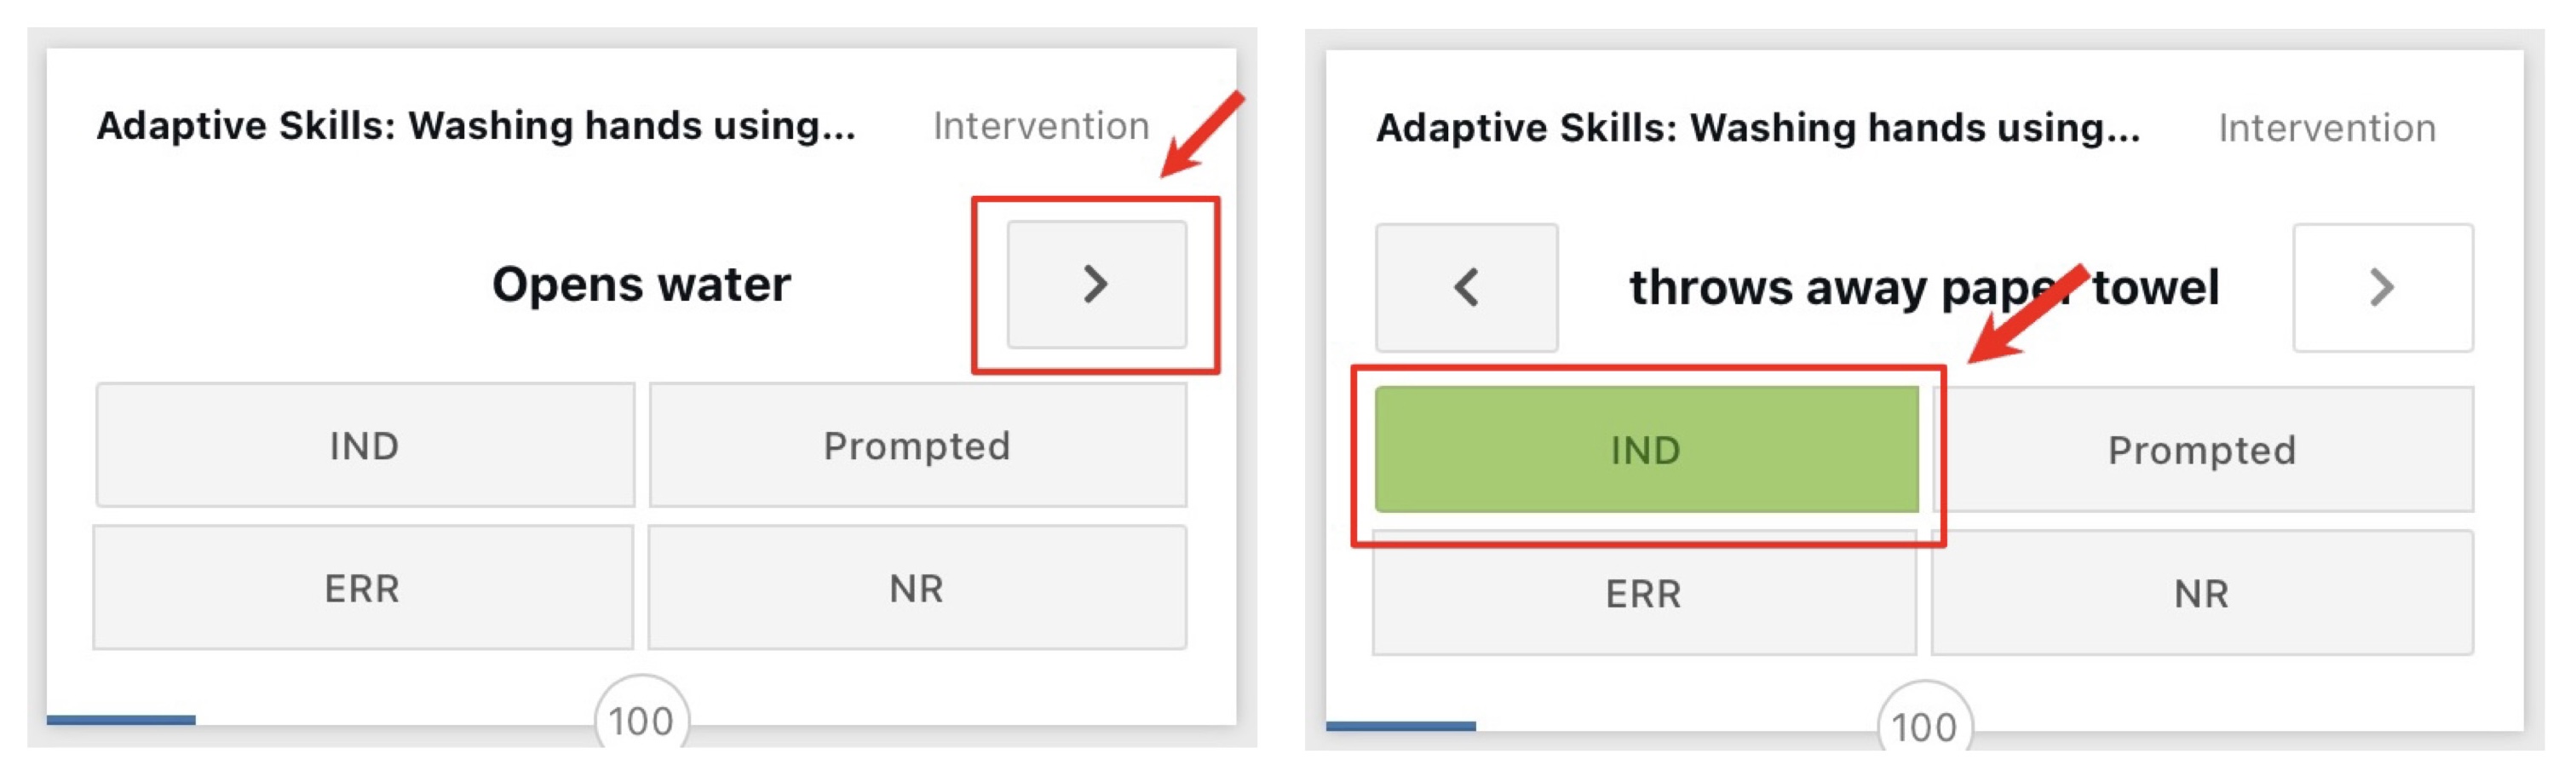 Adaptive Skills: Washing hands using... Intervention
Opens water >
IND Prompted
ERR NR
100
Adaptive Skills: Washing hands using... Intervention
< throws away paper towel >
IND Prompted
ERR NR
100